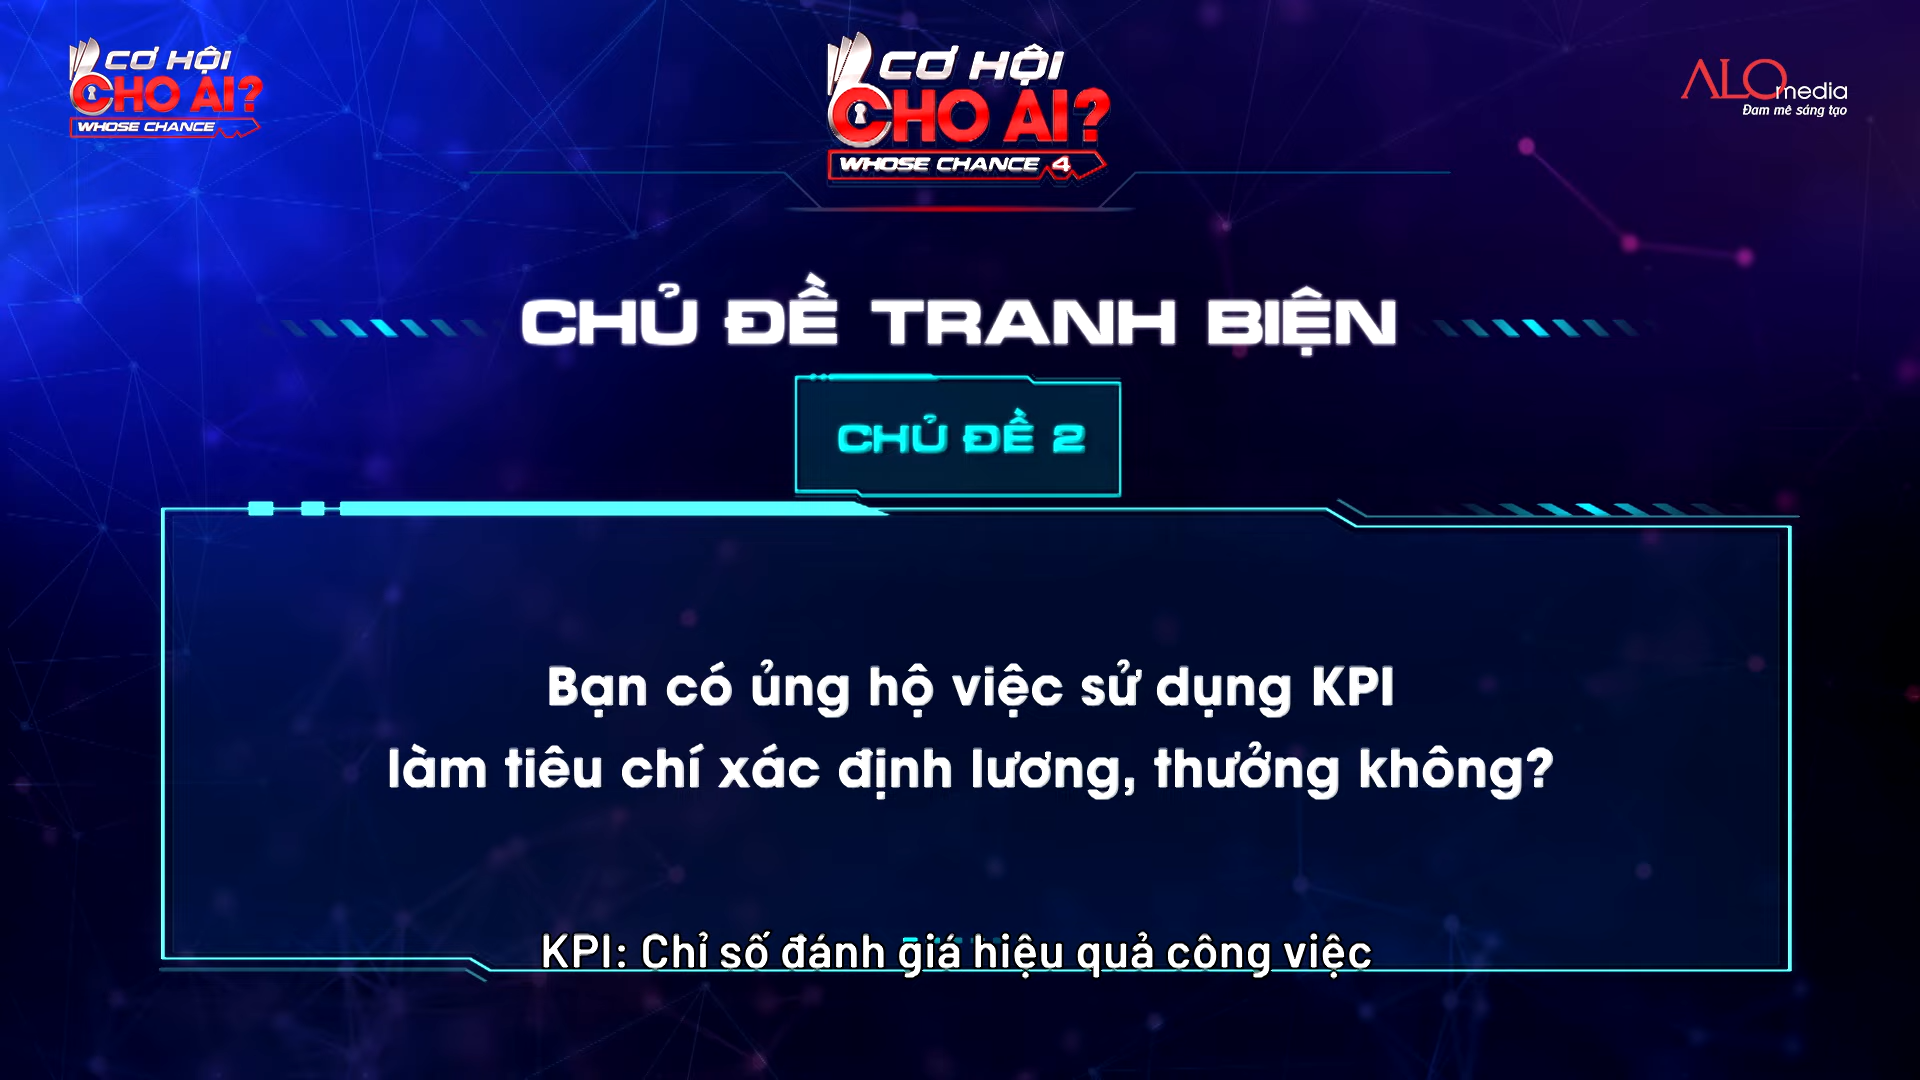 CƠ HỘI
CHO AI?
WHOSE CHANCE
CƠ HỘI
CHO AI?
WHOSE CHANCE 4
ALO media
Đam mê sáng tạo
CHỦ ĐỀ TRANH BIỆN
CHỦ ĐỀ 2
Bạn có ủng hộ việc sử dụng KPI
làm tiêu chí xác định lương, thưởng không?
KPI: Chỉ số đánh giá hiệu quả công việc